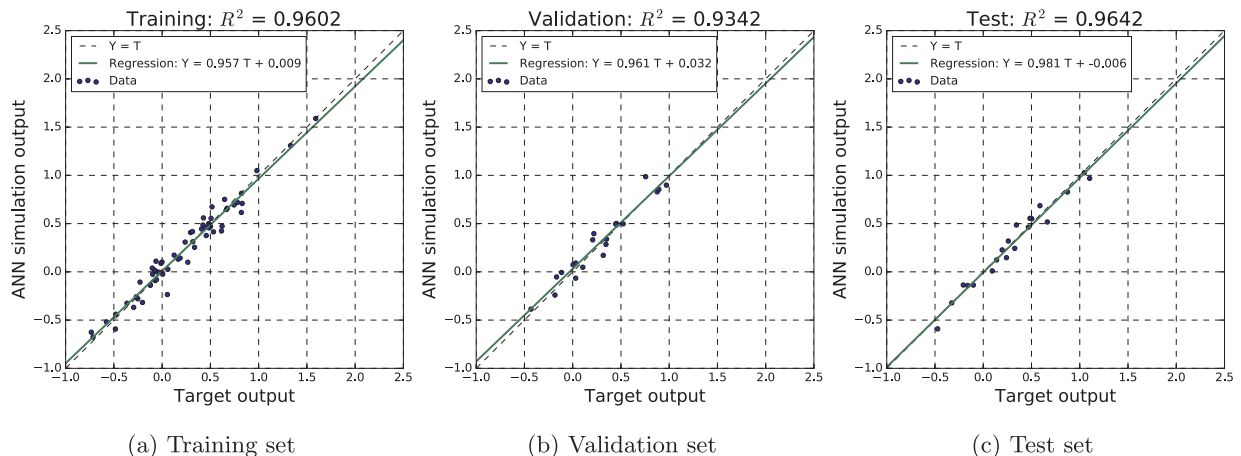 Training: R² = 0.9602
Y = T
Regression: Y = 0.957 T + 0.009
Data
ANN simulation output
2.5
2.0
1.5
1.0
0.5
0.0
−0.5
−1.0
−1.0 −0.5 0.0 0.5 1.0 1.5 2.0 2.5
Target output
(a) Training set
Validation: R² = 0.9342
Y = T
Regression: Y = 0.961 T + 0.032
Data
ANN simulation output
2.5
2.0
1.5
1.0
0.5
0.0
−0.5
−1.0
−1.0 −0.5 0.0 0.5 1.0 1.5 2.0 2.5
Target output
(b) Validation set
Test: R² = 0.9642
Y = T
Regression: Y = 0.981 T + -0.006
Data
ANN simulation output
2.5
2.0
1.5
1.0
0.5
0.0
−0.5
−1.0
−1.0 −0.5 0.0 0.5 1.0 1.5 2.0 2.5
Target output
(c) Test set